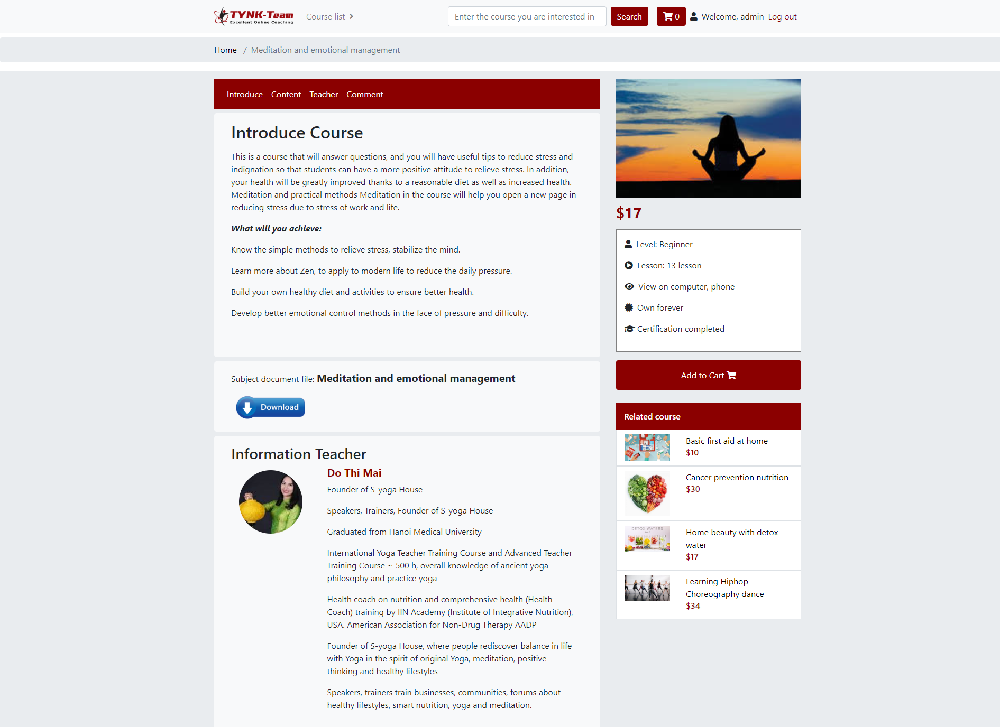 TYNK-Team
Excellent Online Coaching
Course list
Enter the course you are interested in
Search
0
Welcome, admin
Log out
Home / Meditation and emotional management
Introduce Content Teacher Comment
Introduce Course
This is a course that will answer questions, and you will have useful tips to reduce stress and
indignation so that students can have a more positive attitude to relieve stress. In addition,
your health will be greatly improved thanks to a reasonable diet as well as increased health.
Meditation and practical methods Meditation in the course will help you open a new page in
reducing stress due to stress of work and life.
What will you achieve:
Know the simple methods to relieve stress, stabilize the mind.
Learn more about Zen, to apply to modern life to reduce the daily pressure.
Build your own healthy diet and activities to ensure better health.
Develop better emotional control methods in the face of pressure and difficulty.
Subject document file: Meditation and emotional management
Download
Information Teacher
Do Thi Mai
Founder of S-yoga House
Speakers, Trainers, Founder of S-yoga House
Graduated from Hanoi Medical University
International Yoga Teacher Training Course and Advanced Teacher
Training Course ~ 500 h, overall knowledge of ancient yoga
philosophy and practice yoga
Health coach on nutrition and comprehensive health (Health
Coach) training by IIN Academy (Institute of Integrative Nutrition),
USA. American Association for Non-Drug Therapy AADP
Founder of S-yoga House, where people rediscover balance in life
with Yoga in the spirit of original Yoga, meditation, positive
thinking and healthy lifestyles
Speakers, trainers train businesses, communities, forums about
healthy lifestyles, smart nutrition, yoga and meditation.
$17
Level: Beginner
Lesson: 13 lesson
View on computer, phone
Own forever
Certification completed
Add to Cart
Related course
Basic first aid at home
$10
Cancer prevention nutrition
$30
DETOX WATERS
Home beauty with detox
water
$17
Learning Hiphop
Choreography dance
$34